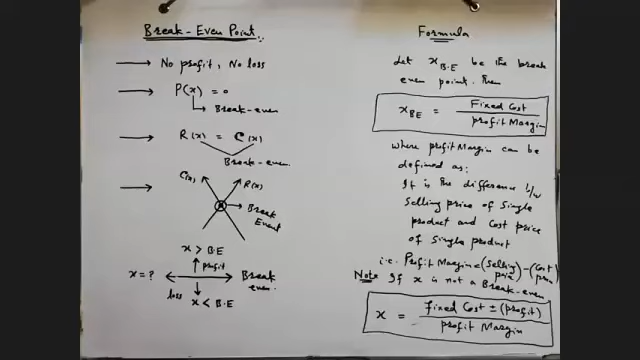 Break-Even Point.
→ No profit, No loss
→ P(x) = 0
↳ Break-even
→ R(x) = C(x)
Break-even.
→ C(x) R(x)
→ Break
Event
x > B.E
↑ profit
x = ? ↔ Break
even.
loss ↓
x < B.E
Formula
Let x_B.E be the break
even point. Then
x_BE = Fixed Cost / profit Margin
where profit Margin can be
defined as:
It is the difference b/w
Selling price of Single
product and Cost price
of Single product
i.e. Profit Margin = (Selling price) - (Cost price)
Note If x is not a Break-even
x = fixed Cost ± (profit) / profit Margin